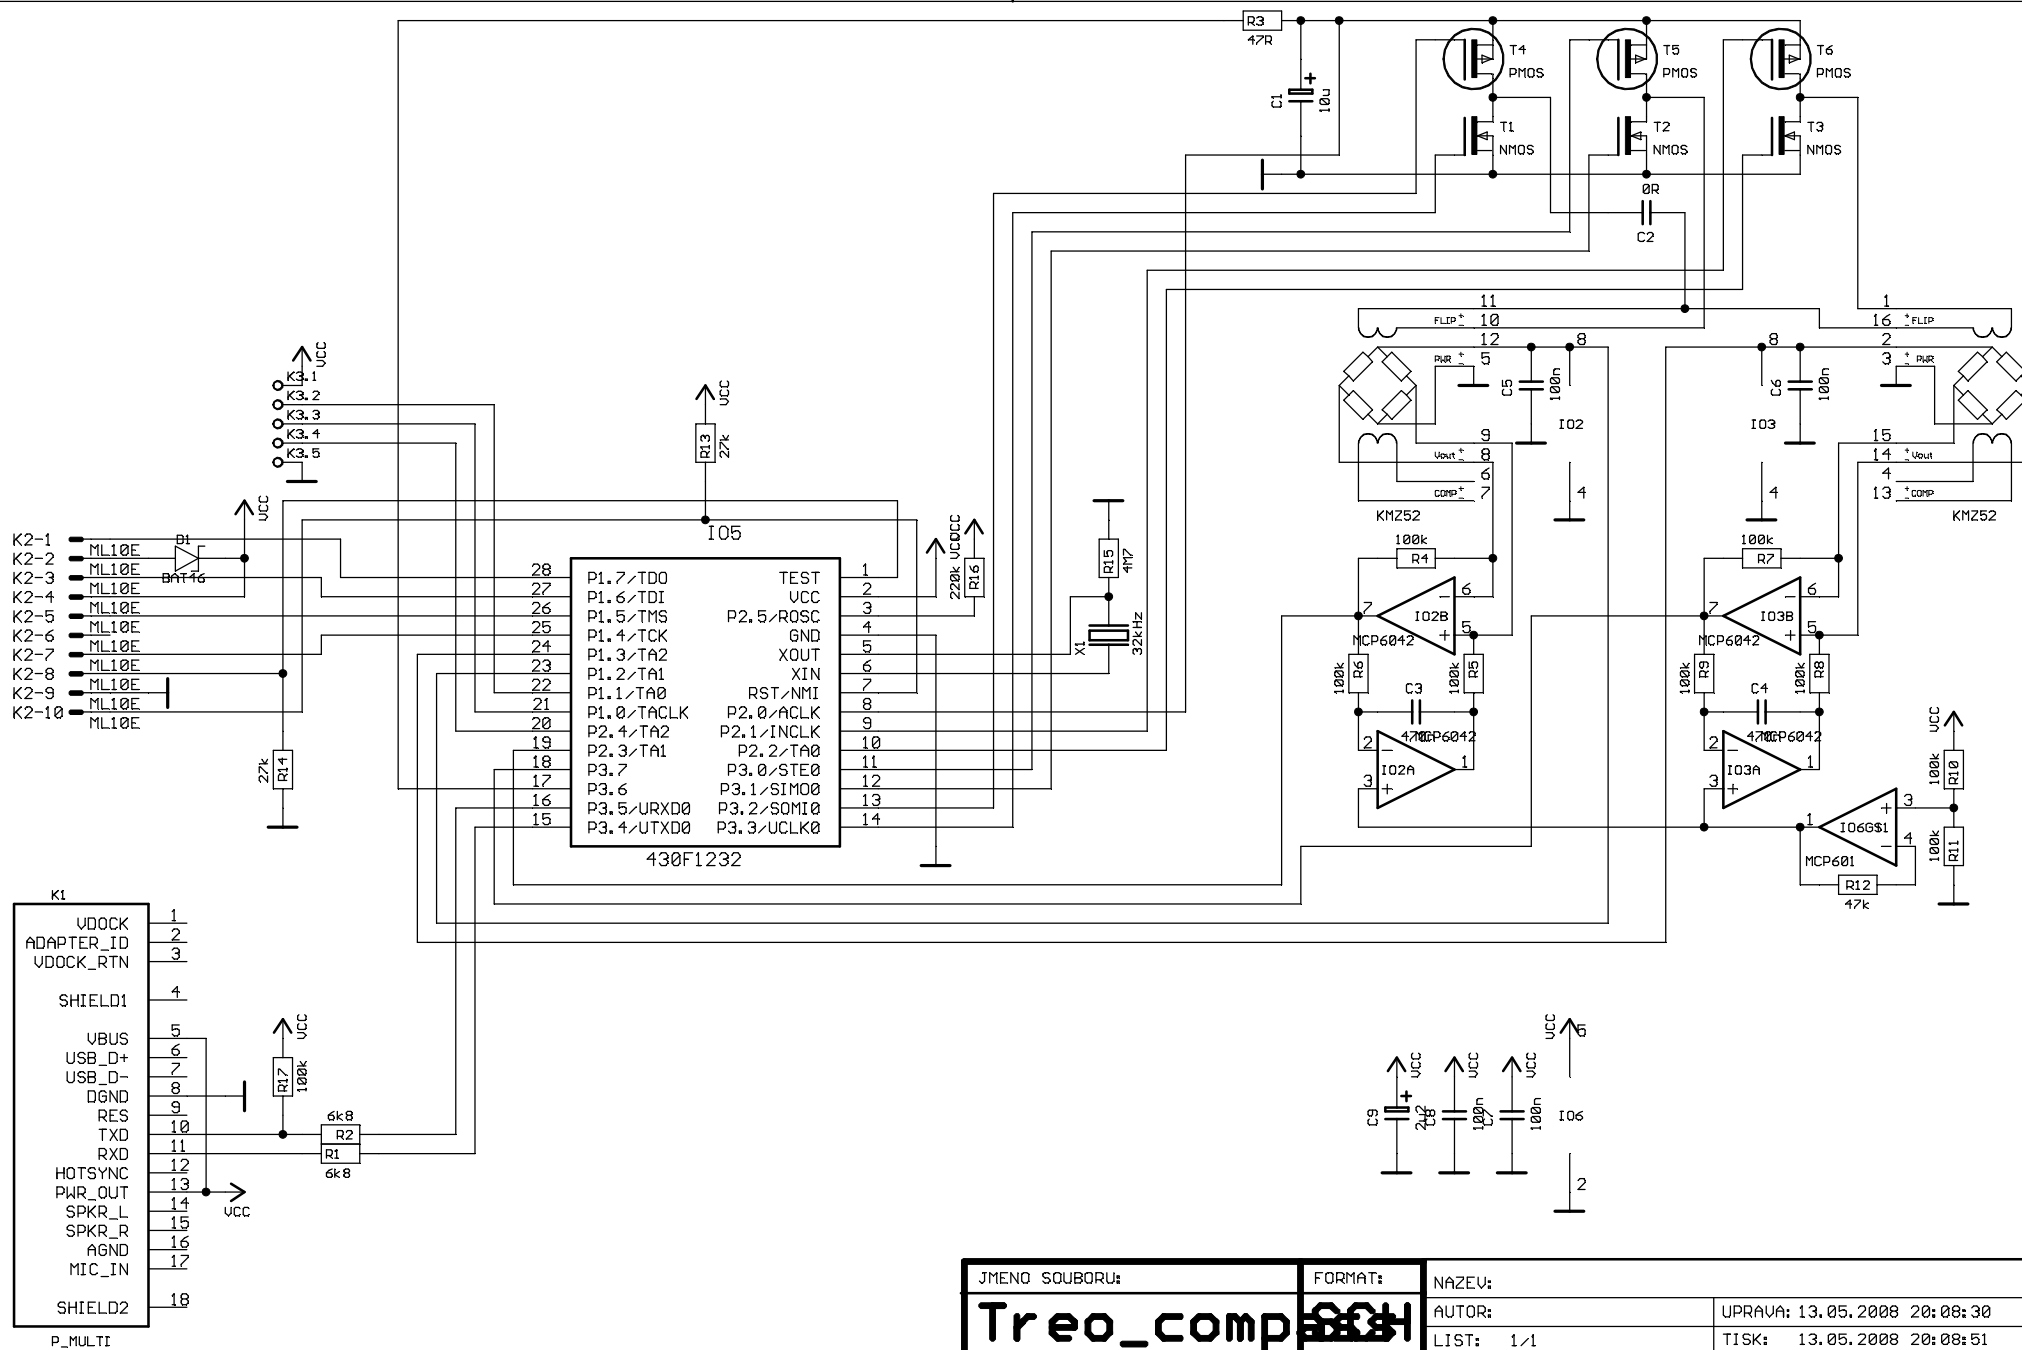 R3
47R
C1
+
10u
T4
PMOS
T5
PMOS
T6
PMOS
T1
NMOS
T2
NMOS
T3
NMOS
0R
C2
11
FLIP + - 10
12
PWR + - 5
9
Vout + - 8
6
COMP + - 7
KMZ52
C5
100n
8
IO2
4
1
16 + - FLIP
2
3 + - PWR
15
14 + - Vout
4
13 + - COMP
KMZ52
8
C6
100n
IO3
4
K3.1
K3.2
K3.3
K3.4
K3.5
VCC
VCC
R13
27k
VCC
K2-1
K2-2
K2-3
K2-4
K2-5
K2-6
K2-7
K2-8
K2-9
K2-10
ML10E
ML10E
ML10E
ML10E
ML10E
ML10E
ML10E
ML10E
ML10E
ML10E
D1
BAT46
R14
27k
IO5
28 P1.7/TDO TEST 1
27 P1.6/TDI VCC 2
26 P1.5/TMS P2.5/ROSC 3
25 P1.4/TCK GND 4
24 P1.3/TA2 XOUT 5
23 P1.2/TA1 XIN 6
22 P1.1/TA0 RST/NMI 7
21 P1.0/TACLK P2.0/ACLK 8
20 P2.4/TA2 P2.1/INCLK 9
19 P2.3/TA1 P2.2/TA0 10
18 P3.7 P3.0/STE0 11
17 P3.6 P3.1/SIMO0 12
16 P3.5/URXD0 P3.2/SOMI0 13
15 P3.4/UTXD0 P3.3/UCLK0 14
430F1232
VCC
VCC
220k
R16
R15
4M7
X1
32kHz
100k
R4
7
6
IO2B
5
MCP6042
100k
R6
100k
R5
C3
470n
MCP6042
2
3
IO2A
1
100k
R7
7
6
IO3B
5
MCP6042
100k
R9
100k
R8
C4
470n
MCP6042
2
3
IO3A
1
VCC
100k
R10
100k
R11
3
IO6G$1
1
4
MCP601
R12
47k
K1
VDOCK 1
ADAPTER_ID 2
VDOCK_RTN 3
SHIELD1 4
VBUS 5
USB_D+ 6
USB_D- 7
DGND 8
RES 9
TXD 10
RXD 11
HOTSYNC 12
PWR_OUT 13
SPKR_L 14
SPKR_R 15
AGND 16
MIC_IN 17
SHIELD2 18
P_MULTI
VCC
VCC
R17
100k
6k8
R2
R1
6k8
VCC
VCC
VCC
VCC
5
C9
+
2u2
C8
100n
C7
100n
IO6
2
JMENO SOUBORU:
FORMAT:
NAZEV:
Treo_compass
SCH
AUTOR:
UPRAVA: 13.05.2008 20:08:30
LIST: 1/1
TISK: 13.05.2008 20:08:51